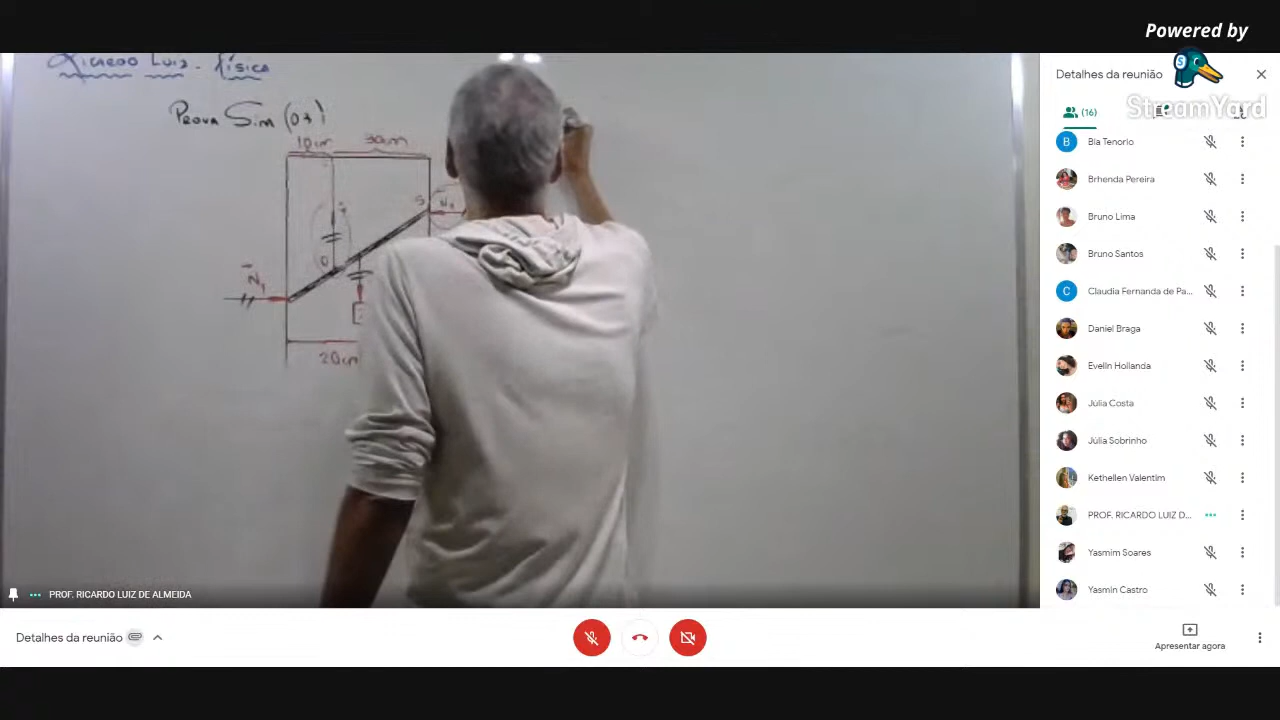 Powered by
StreamYard
Ricardo Luiz - Física
Prova Sim (03)
10cm
30cm
S
N₁
20cm
PROF. RICARDO LUIZ DE ALMEIDA
Detalhes da reunião
(16)
Bia Tenorio
Brhenda Pereira
Bruno Lima
Bruno Santos
Claudia Fernanda de Pa...
Daniel Braga
Evelin Hollanda
Júlia Costa
Júlia Sobrinho
Kethellen Valentim
PROF. RICARDO LUIZ D...
Yasmim Soares
Yasmin Castro
Detalhes da reunião
Apresentar agora